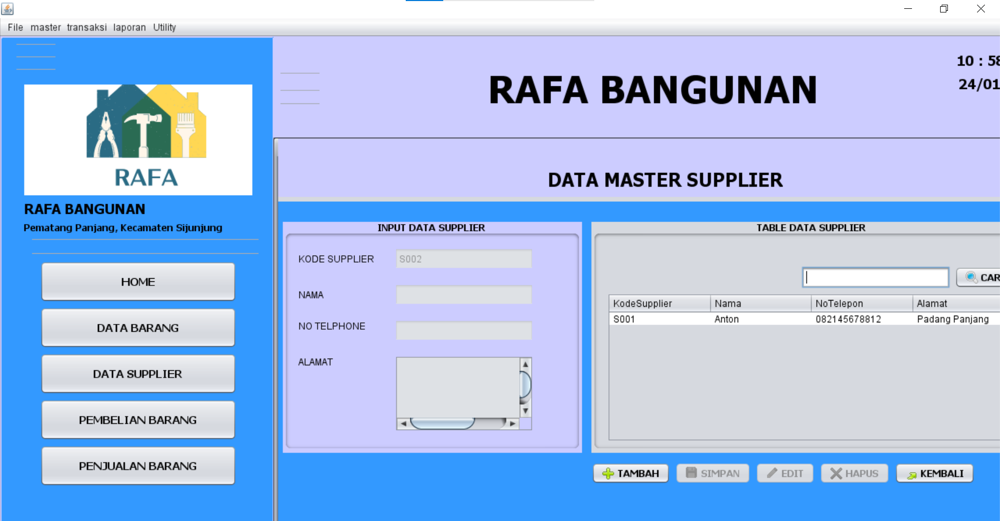 File master transaksi laporan Utility
10 : 58
24/01
RAFA BANGUNAN
RAFA
RAFA BANGUNAN
Pematang Panjang, Kecamaten Sijunjung
HOME
DATA BARANG
DATA SUPPLIER
PEMBELIAN BARANG
PENJUALAN BARANG
DATA MASTER SUPPLIER
INPUT DATA SUPPLIER
KODE SUPPLIER S002
NAMA
NO TELPHONE
ALAMAT
TABLE DATA SUPPLIER
CAR
KodeSupplier Nama NoTelepon Alamat
S001 Anton 082145678812 Padang Panjang
TAMBAH SIMPAN EDIT HAPUS KEMBALI